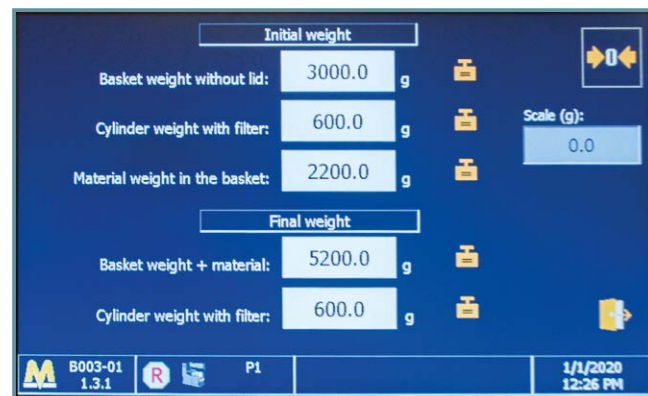 Initial weight
Basket weight without lid: 3000.0 g
Cylinder weight with filter: 600.0 g
Material weight in the basket: 2200.0 g
Final weight
Basket weight + material: 5200.0 g
Cylinder weight with filter: 600.0 g
0
Scale (g):
0.0
B003-01
1.3.1
R
P1
1/1/2020
12:26 PM